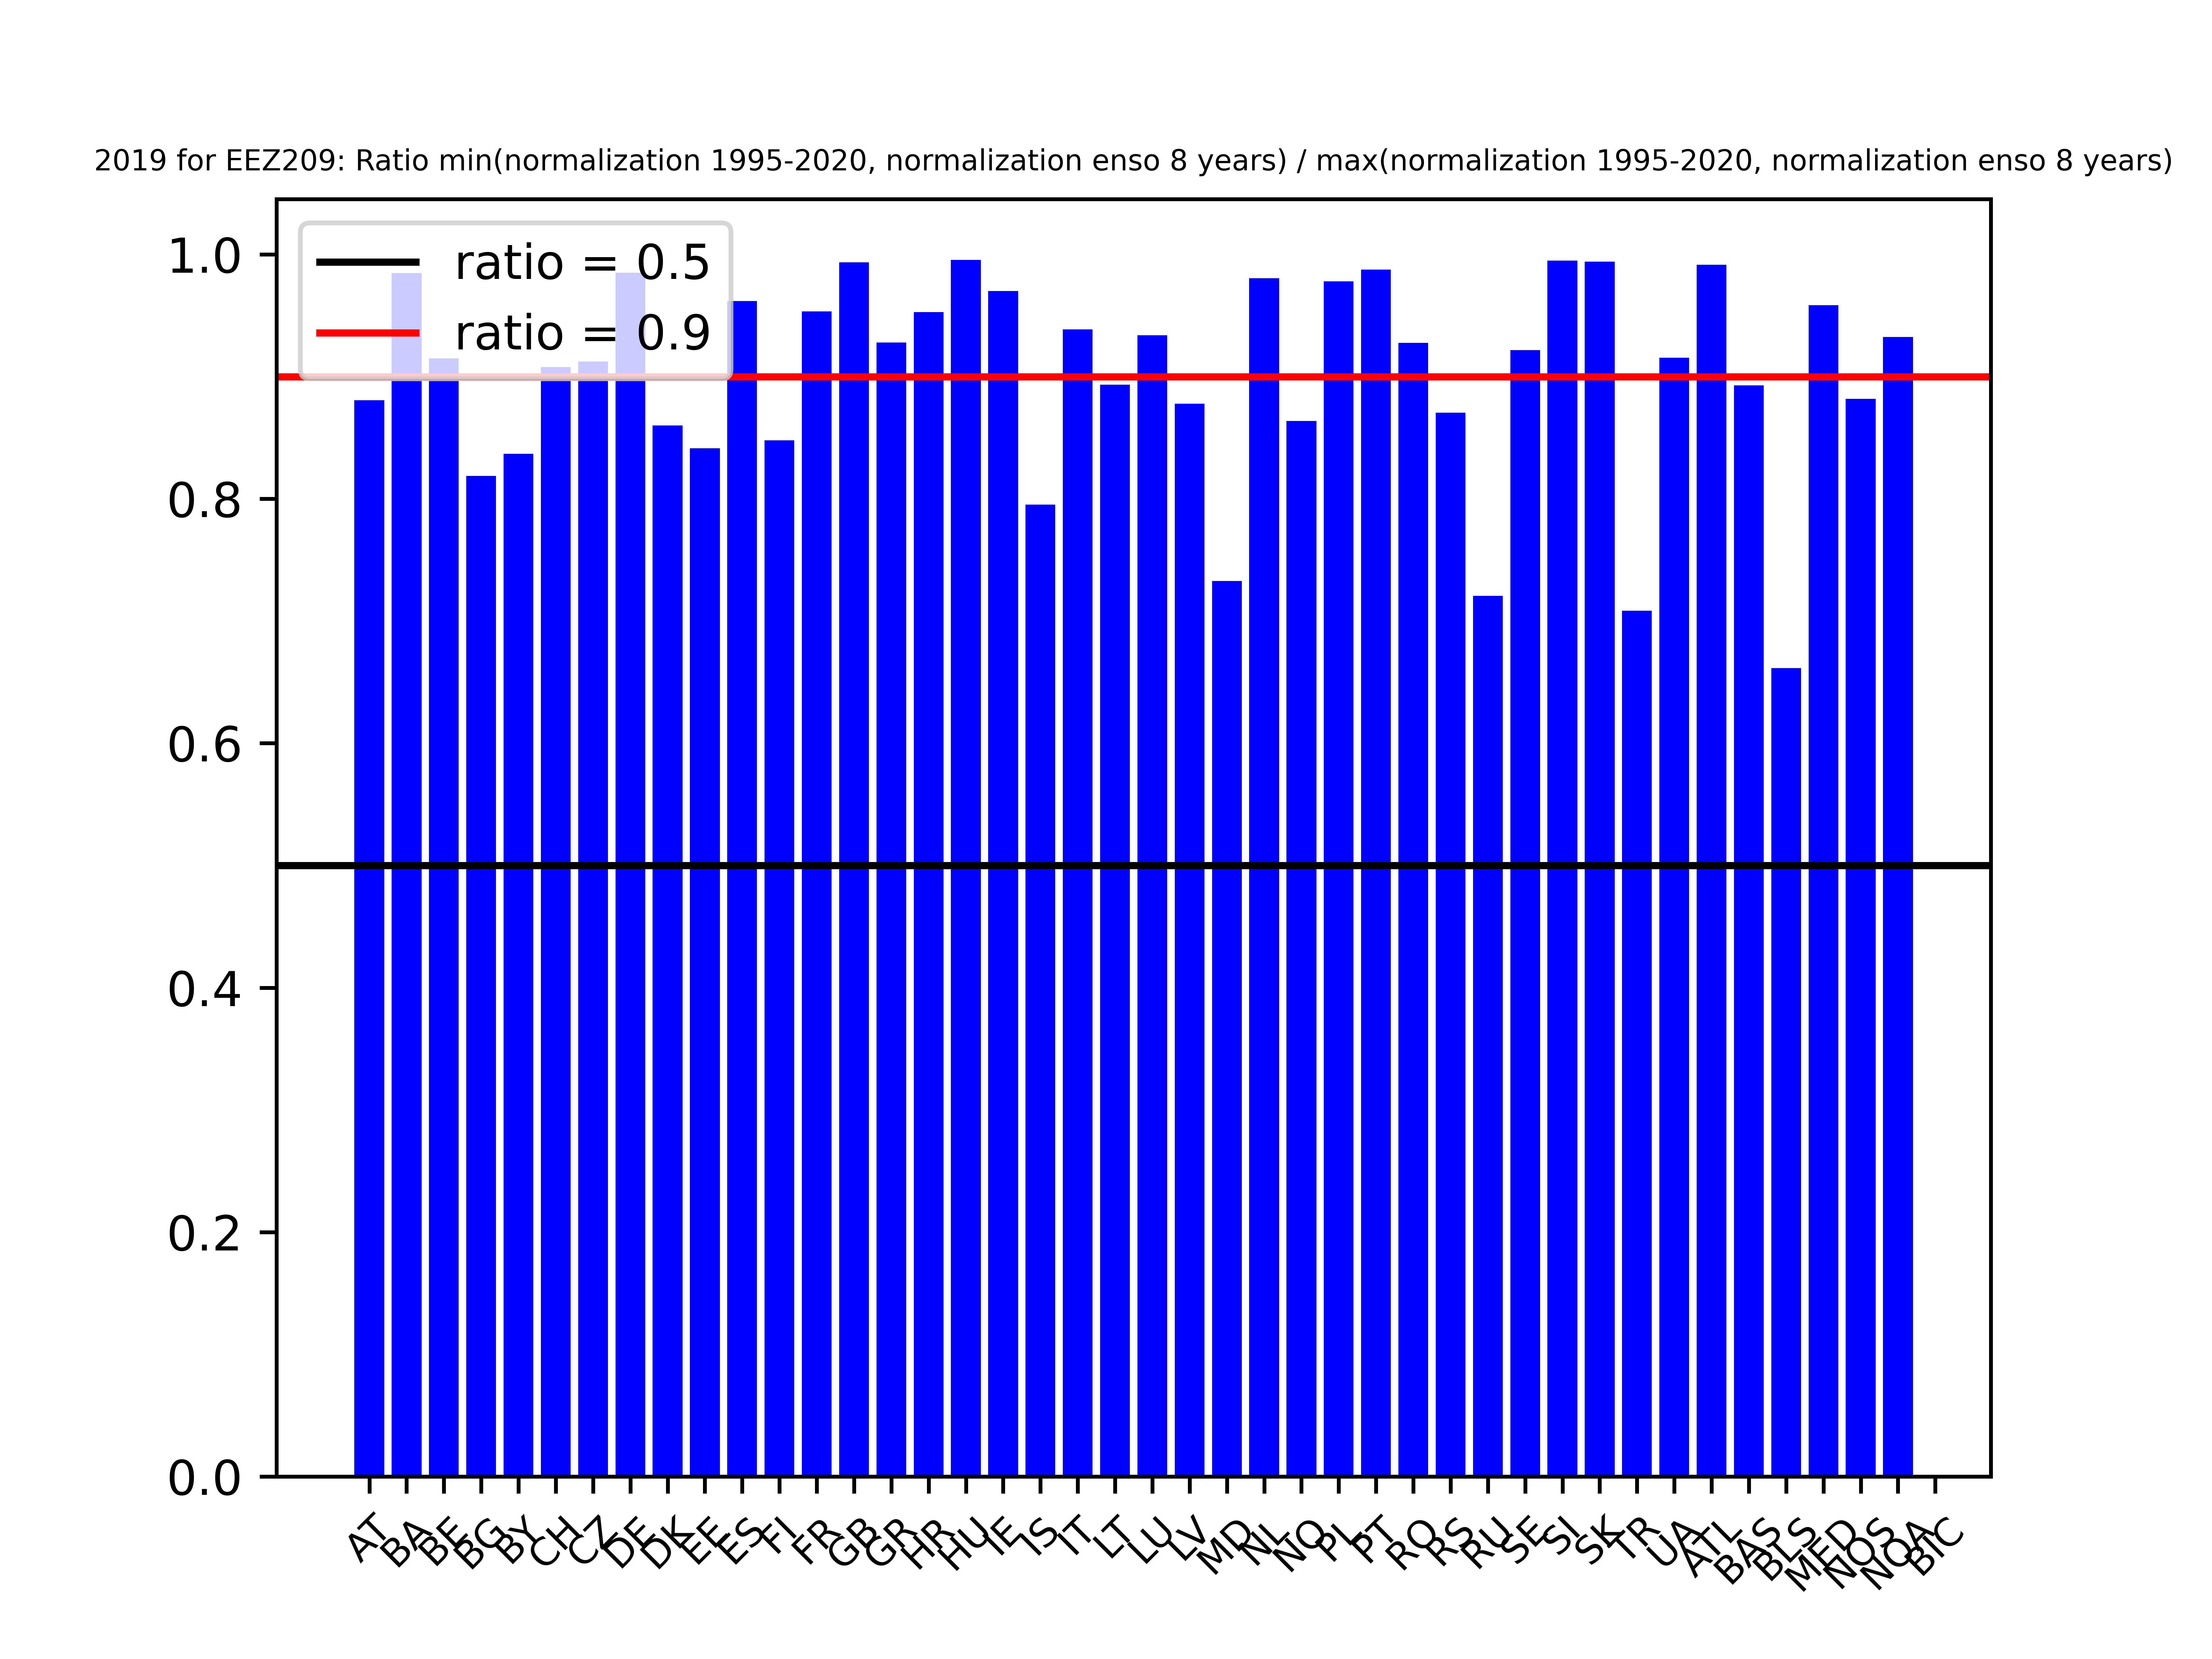 2019 for EEZ209: Ratio min(normalization 1995-2020, normalization enso 8 years) / max(normalization 1995-2020, normalization enso 8 years)
ratio = 0.5
ratio = 0.9
1.0
0.8
0.6
0.4
0.2
0.0
AT BA BE BG BY CH CZ DE DK EE ES FI FR GB GR HR HU IE IS IT LT LU LV MD NL NO PL PT RO RS RU SE SI SK TR UA ATL BAS BLS MED NOS NOA BIC